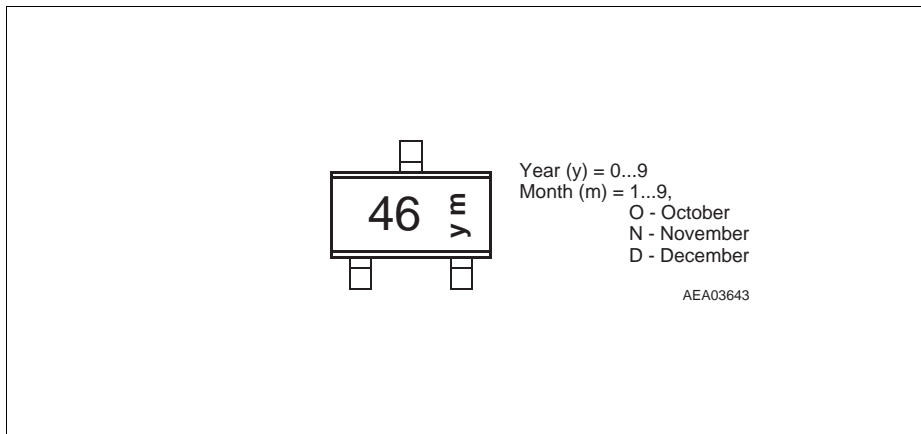 46
y m
Year (y) = 0...9
Month (m) = 1...9,
O - October
N - November
D - December
AEA03643